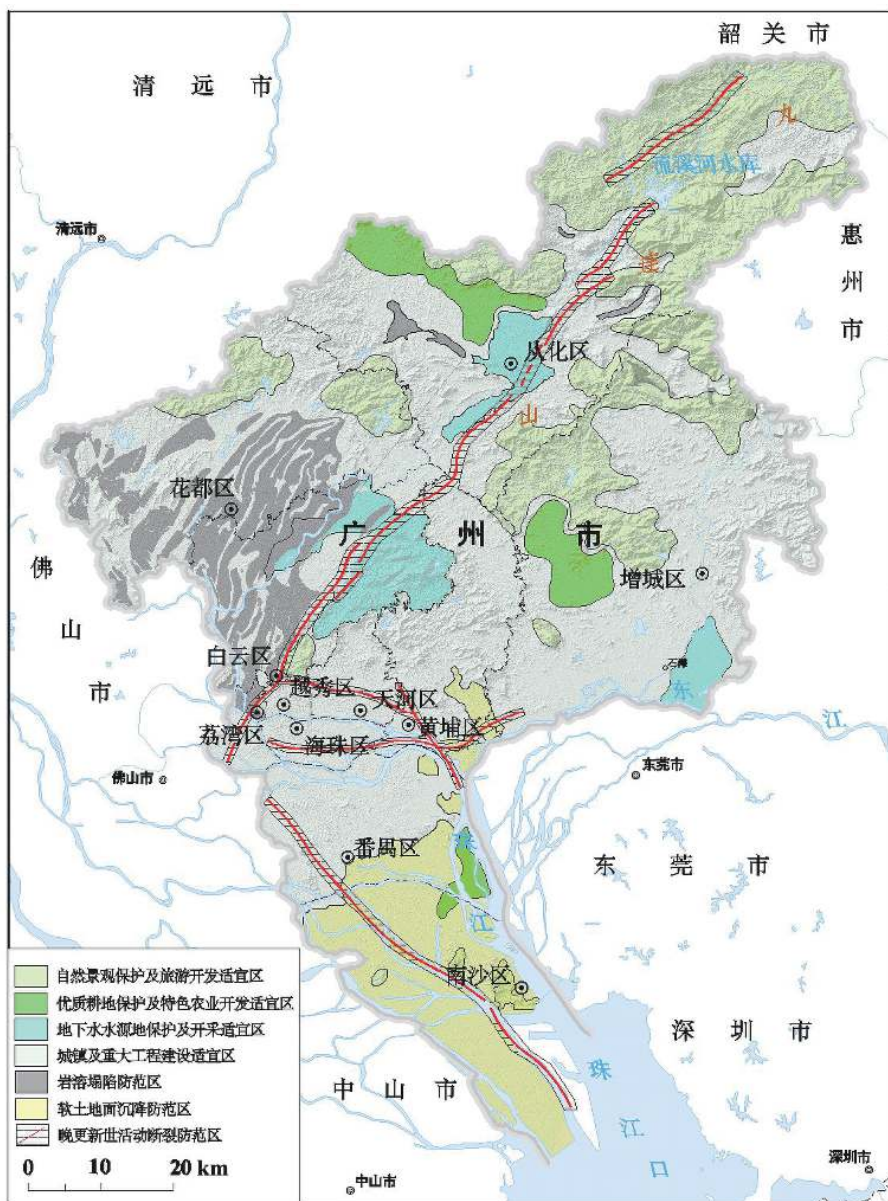 韶关市
清远市
九
流溪河水库
清远市
惠州市
连
从化区
山
花都区
广州市
增城区
佛山市
白云区
石滩
越秀区
天河区
东江
荔湾区
黄埔区
海珠区
佛山市
东莞市
番禺区
珠江
东莞市
南沙区
自然景观保护及旅游开发适宜区
优质耕地保护及特色农业开发适宜区
地下水水源地保护及开采适宜区
城镇及重大工程建设适宜区
岩溶塌陷防范区
软土地面沉降防范区
晚更新世活动断裂防范区
深圳市
中山市
珠江口
0 10 20 km
中山市
深圳市